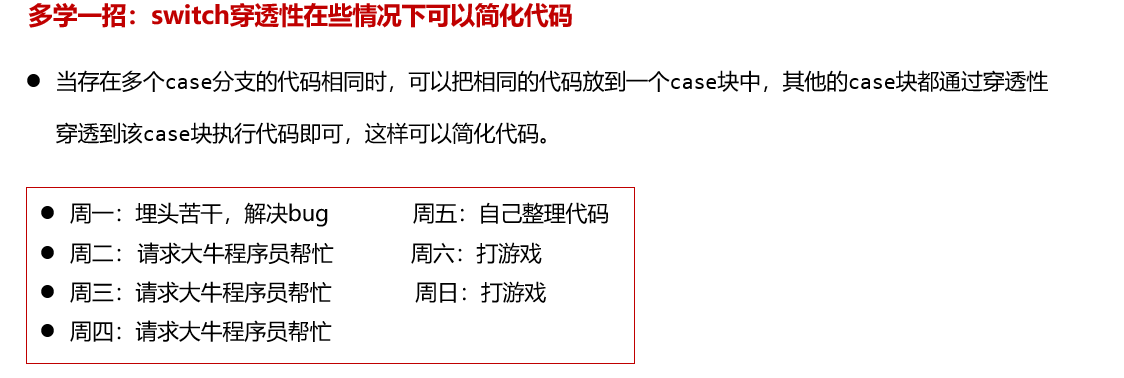 多学一招：switch穿透性在些情况下可以简化代码
● 当存在多个case分支的代码相同时，可以把相同的代码放到一个case块中，其他的case块都通过穿透性
穿透到该case块执行代码即可，这样可以简化代码。
● 周一：埋头苦干，解决bug 周五：自己整理代码
● 周二：请求大牛程序员帮忙 周六：打游戏
● 周三：请求大牛程序员帮忙 周日：打游戏
● 周四：请求大牛程序员帮忙